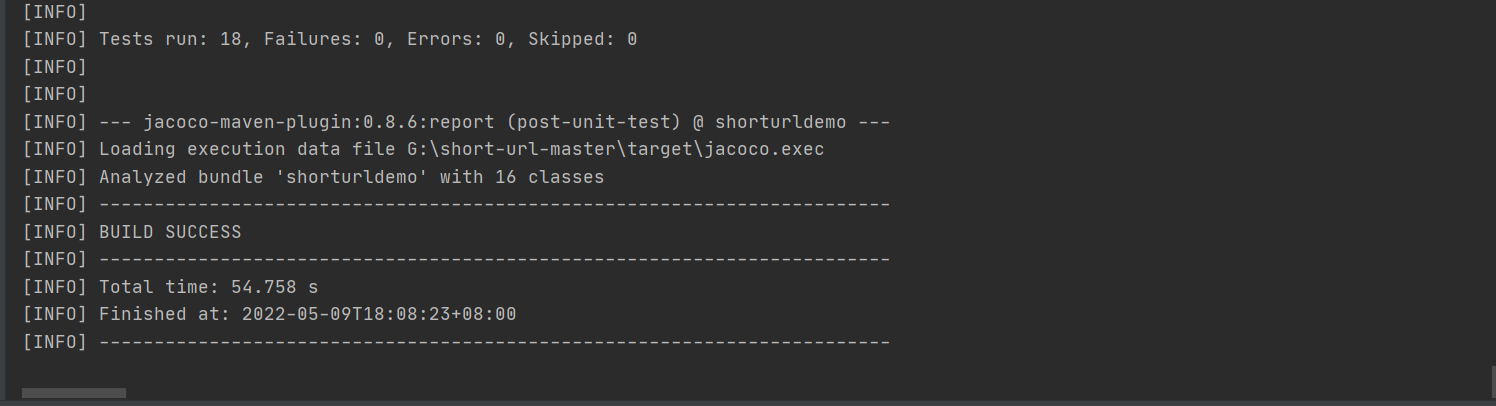 [INFO]
[INFO] Tests run: 18, Failures: 0, Errors: 0, Skipped: 0
[INFO]
[INFO]
[INFO] --- jacoco-maven-plugin:0.8.6:report (post-unit-test) @ shorturldemo ---
[INFO] Loading execution data file G:\short-url-master\target\jacoco.exec
[INFO] Analyzed bundle 'shorturldemo' with 16 classes
[INFO] ------------------------------------------------------------------------
[INFO] BUILD SUCCESS
[INFO] ------------------------------------------------------------------------
[INFO] Total time: 54.758 s
[INFO] Finished at: 2022-05-09T18:08:23+08:00
[INFO] ------------------------------------------------------------------------